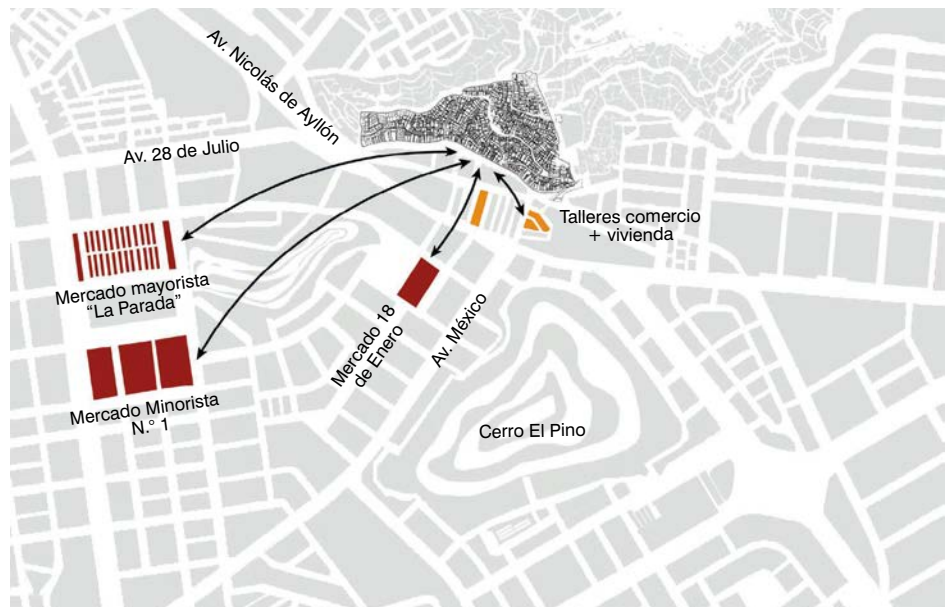 Av. Nicolás de Ayllón
Av. 28 de Julio
Talleres comercio
+ vivienda
Mercado mayorista
“La Parada”
Mercado 18
de Enero
Av. México
Mercado Minorista
N.° 1
Cerro El Pino